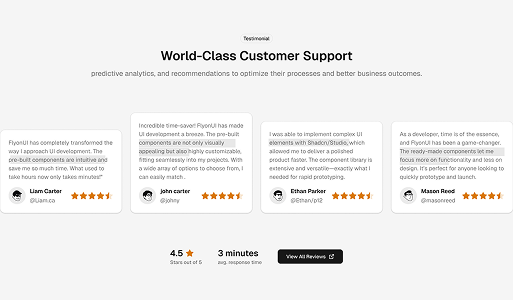 Testimonial
World-Class Customer Support
predictive analytics, and recommendations to optimize their processes and better business outcomes.
FlyonUI has completely transformed the
way I approach UI development. The
pre-built components are intuitive and
save me so much time. What used to
take hours now only takes minutes!"
Liam Carter
@Liam.ca
Incredible time-saver! FlyonUI has made
UI development a breeze. The pre-built
components are not only visually
appealing but also highly customizable,
fitting seamlessly into my projects. With
a wide array of options to choose from, I
can easily match .
john carter
@johny
I was able to implement complex UI
elements with Shadcn/Studio, which
allowed me to deliver a polished
product faster. The component library is
extensive and versatile—exactly what I
needed for rapid prototyping.
Ethan Parker
@Ethan/p12
As a developer, time is of the essence,
and FlyonUI has been a game-changer.
The ready-made components let me
focus more on functionality and less on
design. It's perfect for anyone looking to
quickly prototype and launch.
Mason Reed
@masonreed
4.5
Stars out of 5
3 minutes
avg. response time
View All Reviews